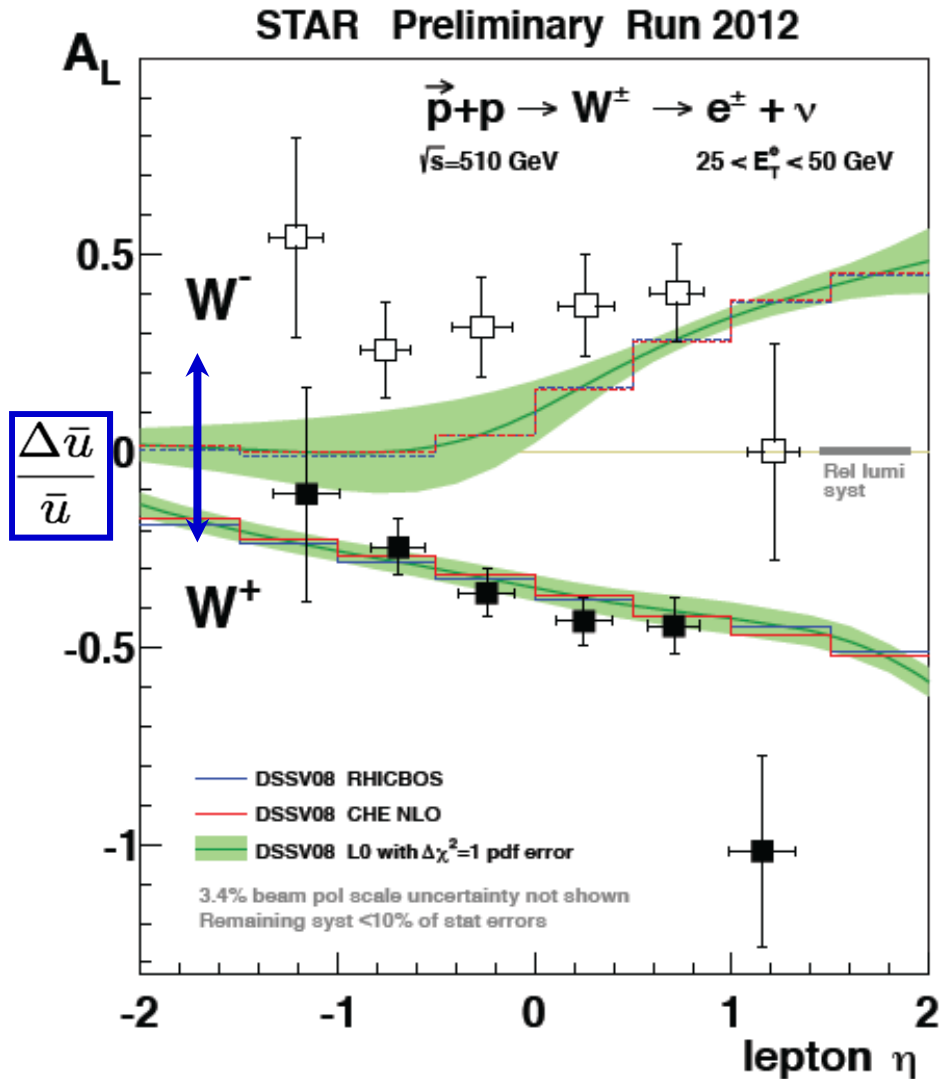 STAR Preliminary Run 2012
A_L
p⃗+p → W± → e± + ν
√s=510 GeV 25 < E_T^e < 50 GeV
0.5
W⁻
Δū/ū
0
Rel lumi
syst
W⁺
-0.5
DSSV08 RHICBOS
DSSV08 CHE NLO
DSSV08 L0 with Δχ²=1 pdf error
-1
3.4% beam pol scale uncertainty not shown
Remaining syst <10% of stat errors
-2 -1 0 1 2
lepton η